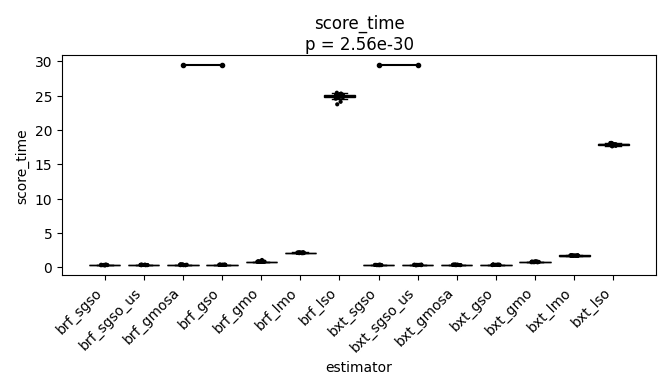 score_time
p = 2.56e-30
score_time
30
25
20
15
10
5
0
brf_sgso
brf_sgso_us
brf_gmosa
brf_gso
brf_gmo
brf_lmo
brf_lso
bxt_sgso
bxt_sgso_us
bxt_gmosa
bxt_gso
bxt_gmo
bxt_lmo
bxt_lso
estimator